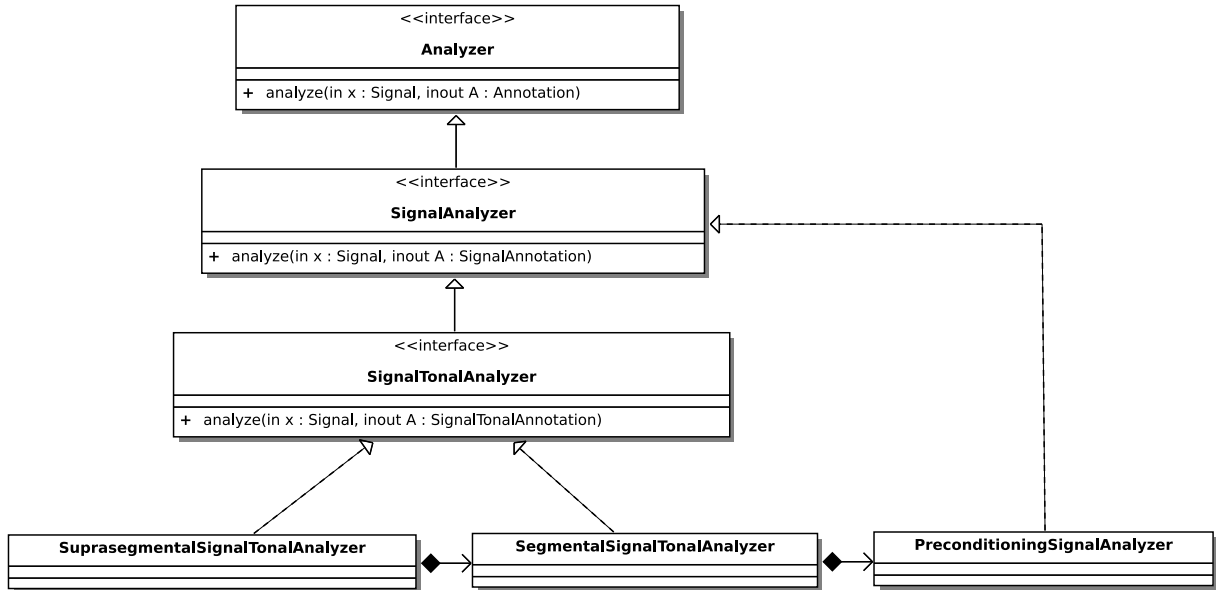 <<interface>>
Analyzer
+ analyze(in x : Signal, inout A : Annotation)
<<interface>>
SignalAnalyzer
+ analyze(in x : Signal, inout A : SignalAnnotation)
<<interface>>
SignalTonalAnalyzer
+ analyze(in x : Signal, inout A : SignalTonalAnnotation)
SuprasegmentalSignalTonalAnalyzer
SegmentalSignalTonalAnalyzer
PreconditioningSignalAnalyzer